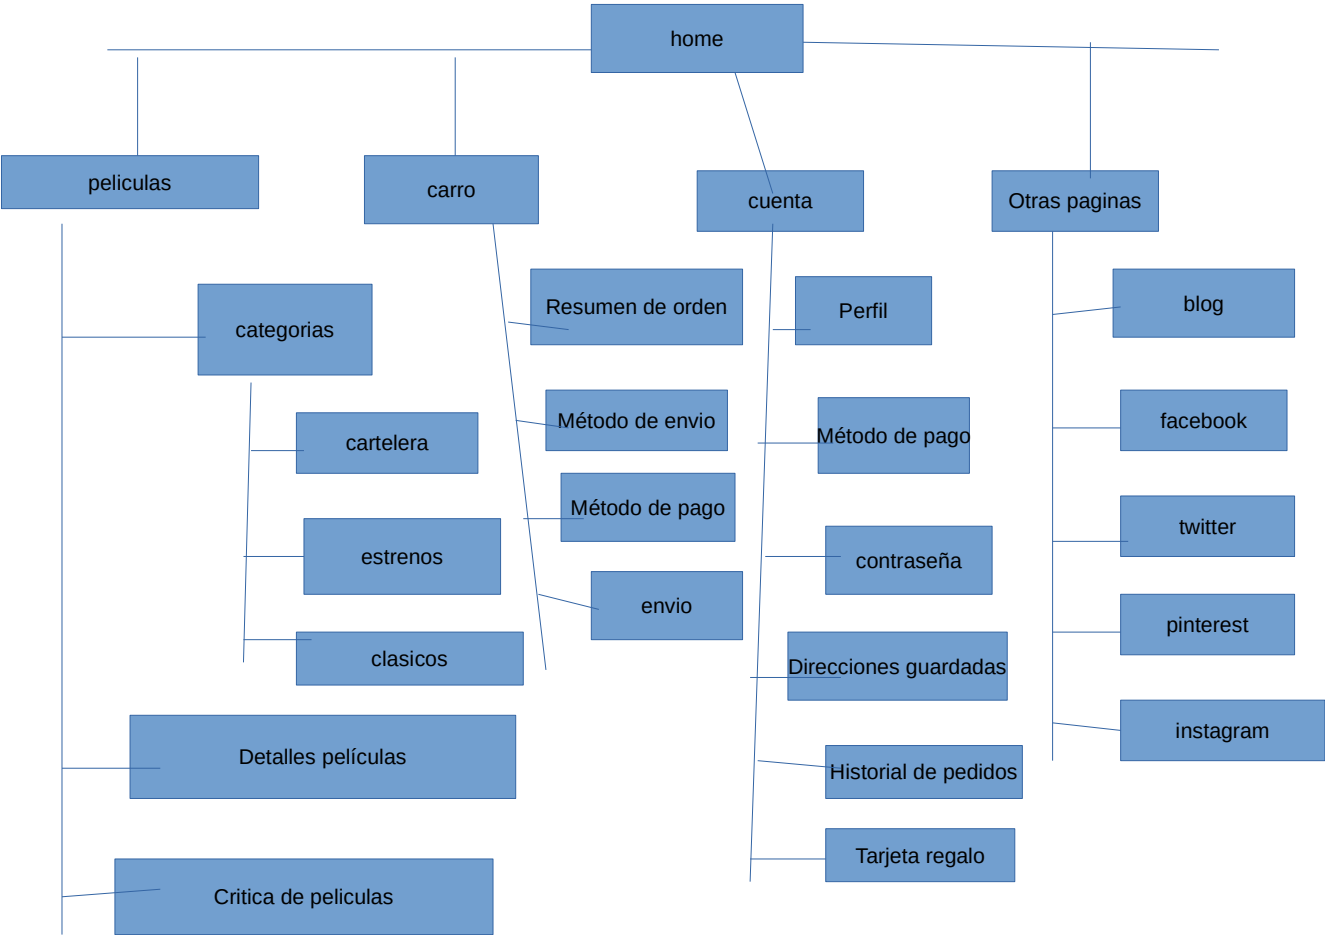 home
peliculas
carro
cuenta
Otras paginas
categorias
cartelera
estrenos
clasicos
Detalles películas
Critica de peliculas
Resumen de orden
Método de envio
Método de pago
envio
Perfil
Método de pago
contraseña
Direcciones guardadas
Historial de pedidos
Tarjeta regalo
blog
facebook
twitter
pinterest
instagram